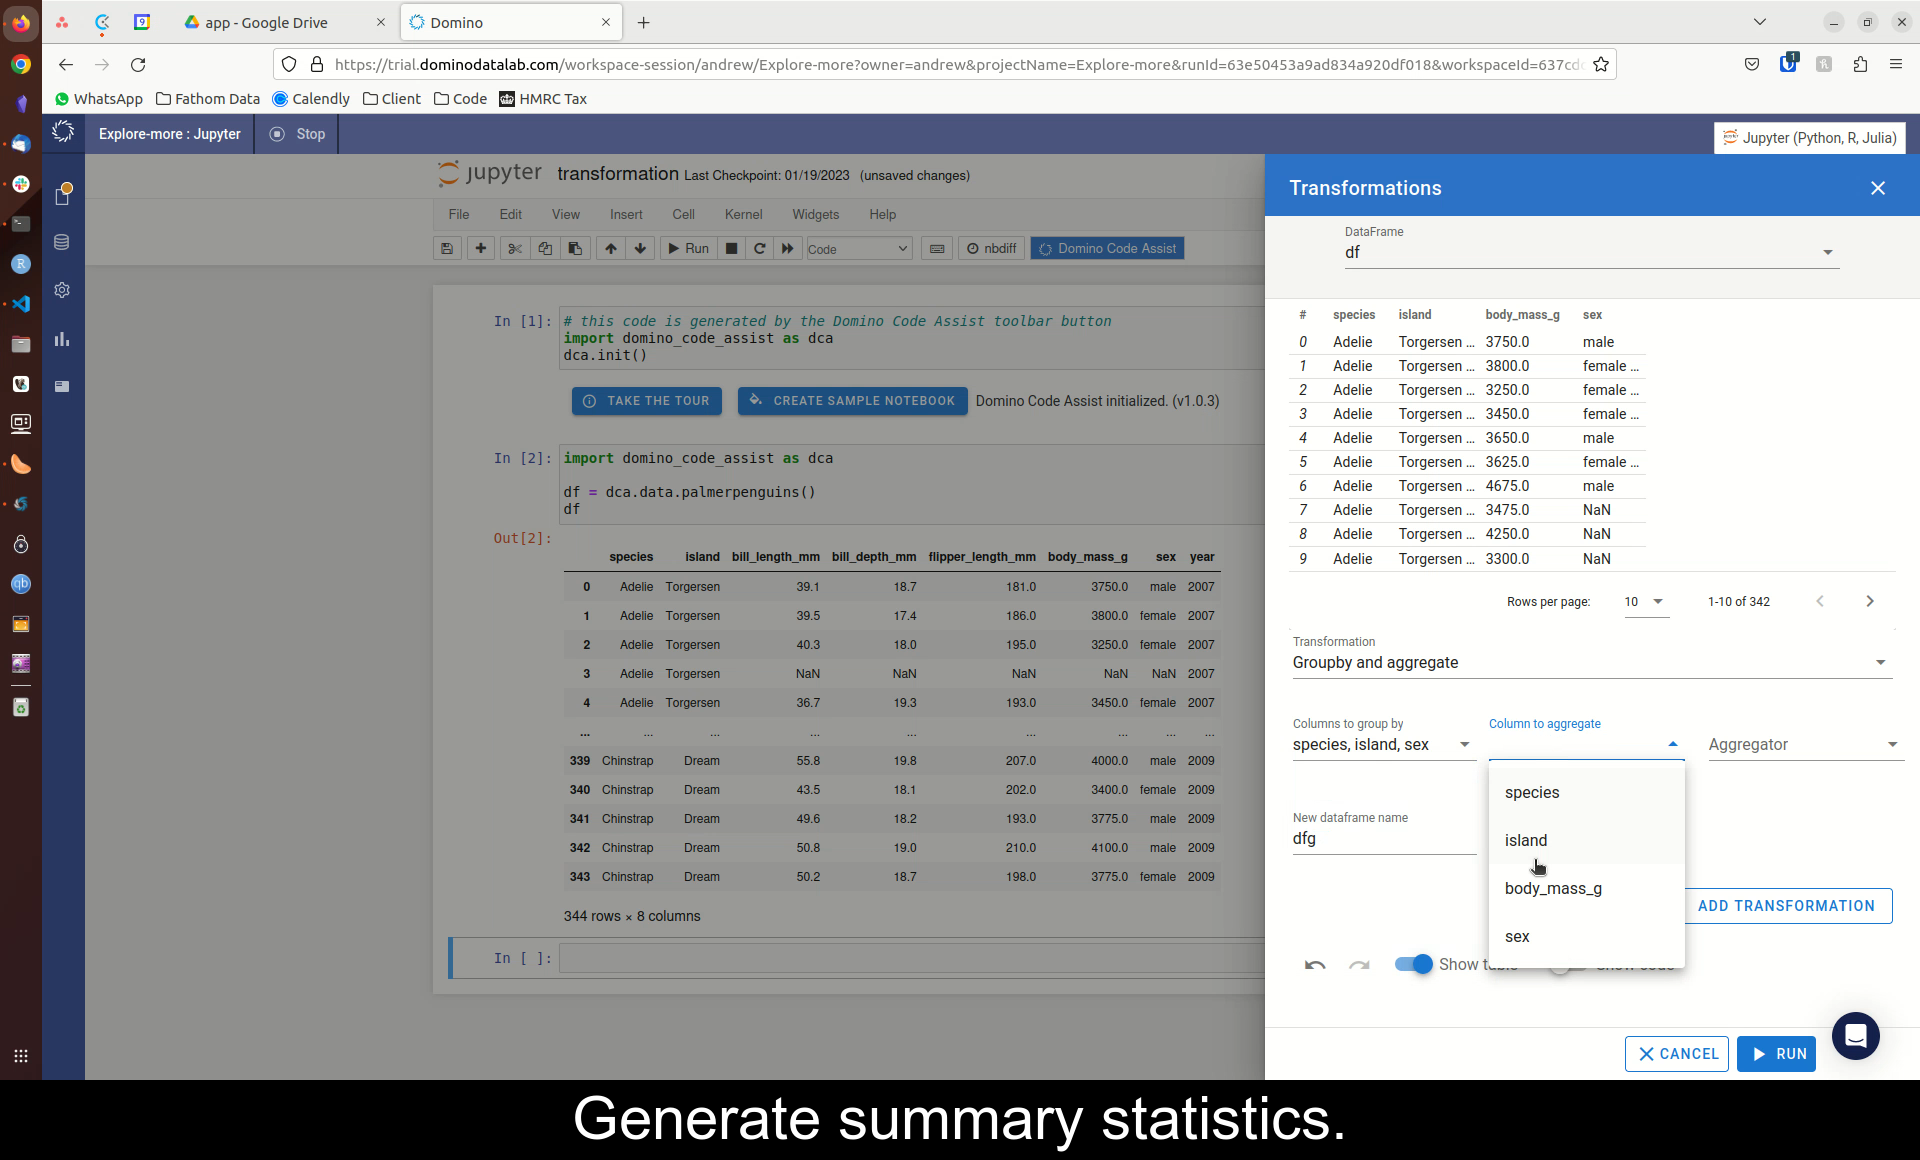 app - Google Drive
Domino
https://trial.dominodatalab.com/workspace-session/andrew/Explore-more?owner=andrew&projectName=Explore-more&runId=63e50453a9ad834a920df018&workspaceId=637cd
WhatsApp Fathom Data Calendly Client Code HMRC Tax
Explore-more : Jupyter Stop
Jupyter (Python, R, Julia)
jupyter transformation Last Checkpoint: 01/19/2023 (unsaved changes)
File Edit View Insert Cell Kernel Widgets Help
Run Code nbdiff Domino Code Assist
In [1]: # this code is generated by the Domino Code Assist toolbar button
import domino_code_assist as dca
dca.init()
TAKE THE TOUR CREATE SAMPLE NOTEBOOK Domino Code Assist initialized. (v1.0.3)
In [2]: import domino_code_assist as dca
df = dca.data.palmerpenguins()
df
Out[2]:
species island bill_length_mm bill_depth_mm flipper_length_mm body_mass_g sex year
0 Adelie Torgersen 39.1 18.7 181.0 3750.0 male 2007
1 Adelie Torgersen 39.5 17.4 186.0 3800.0 female 2007
2 Adelie Torgersen 40.3 18.0 195.0 3250.0 female 2007
3 Adelie Torgersen NaN NaN NaN NaN NaN 2007
4 Adelie Torgersen 36.7 19.3 193.0 3450.0 female 2007
... ... ... ... ... ... ... ... ...
339 Chinstrap Dream 55.8 19.8 207.0 4000.0 male 2009
340 Chinstrap Dream 43.5 18.1 202.0 3400.0 female 2009
341 Chinstrap Dream 49.6 18.2 193.0 3775.0 male 2009
342 Chinstrap Dream 50.8 19.0 210.0 4100.0 male 2009
343 Chinstrap Dream 50.2 18.7 198.0 3775.0 female 2009
344 rows × 8 columns
In [ ]:
Transformations
DataFrame
df
# species island body_mass_g sex
0 Adelie Torgersen ... 3750.0 male
1 Adelie Torgersen ... 3800.0 female ...
2 Adelie Torgersen ... 3250.0 female ...
3 Adelie Torgersen ... 3450.0 female ...
4 Adelie Torgersen ... 3650.0 male
5 Adelie Torgersen ... 3625.0 female ...
6 Adelie Torgersen ... 4675.0 male
7 Adelie Torgersen ... 3475.0 NaN
8 Adelie Torgersen ... 4250.0 NaN
9 Adelie Torgersen ... 3300.0 NaN
Rows per page: 10 1-10 of 342
Transformation
Groupby and aggregate
Columns to group by
species, island, sex
Column to aggregate
Aggregator
species
island
body_mass_g
sex
New dataframe name
dfg
ADD TRANSFORMATION
Show
CANCEL RUN
Generate summary statistics.